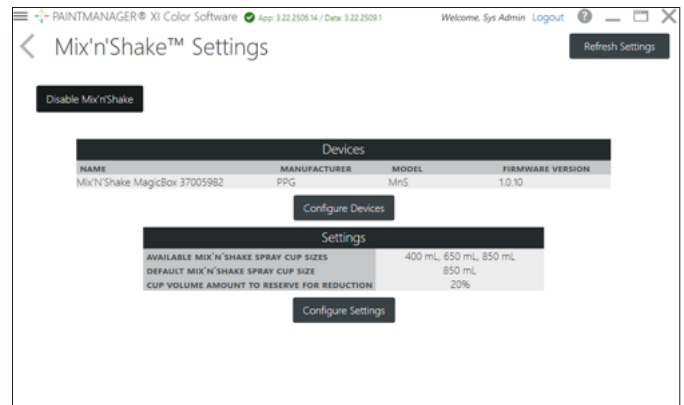 PAINTMANAGER® XI Color Software App: 3.22.2506.14 / Data: 3.22.2509.1 Welcome, Sys Admin Logout ?
Mix'n'Shake™ Settings Refresh Settings
Disable Mix'n'Shake
Devices
NAME MANUFACTURER MODEL FIRMWARE VERSION
Mix'N'Shake MagicBox 37005982 PPG MnS 1.0.10
Configure Devices
Settings
AVAILABLE MIX'N'SHAKE SPRAY CUP SIZES 400 mL, 650 mL, 850 mL
DEFAULT MIX'N'SHAKE SPRAY CUP SIZE 850 mL
CUP VOLUME AMOUNT TO RESERVE FOR REDUCTION 20%
Configure Settings